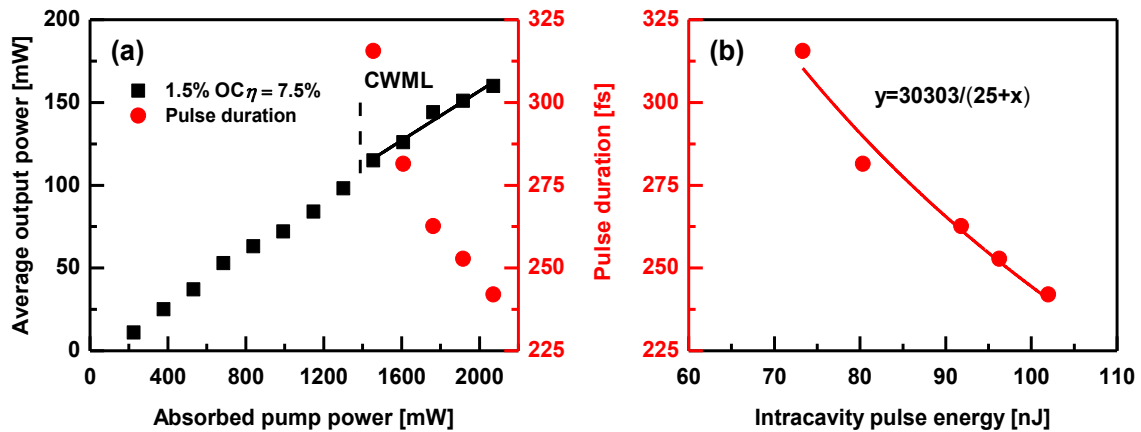 (a)
1.5% OC η = 7.5%
Pulse duration
CWML
Average output power [mW]
200
150
100
50
0
0 400 800 1200 1600 2000
Absorbed pump power [mW]
325
300
275
250
225
Pulse duration [fs]
(b)
y=30303/(25+x)
325
300
275
250
225
60 70 80 90 100 110
Intracavity pulse energy [nJ]